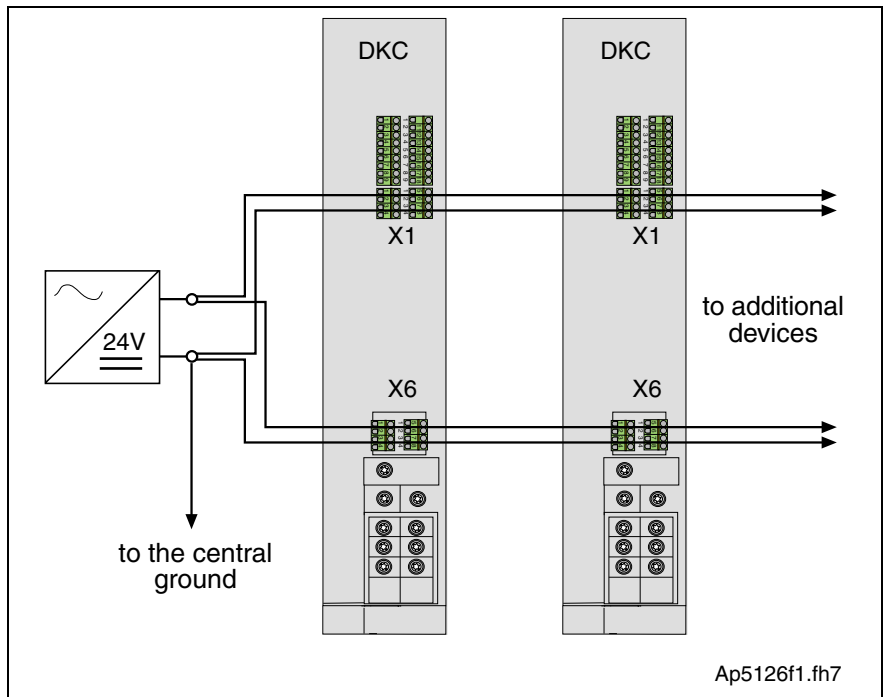 DKC
DKC
X1
X1
24V
to additional
devices
X6
X6
to the central
ground
Ap5126f1.fh7